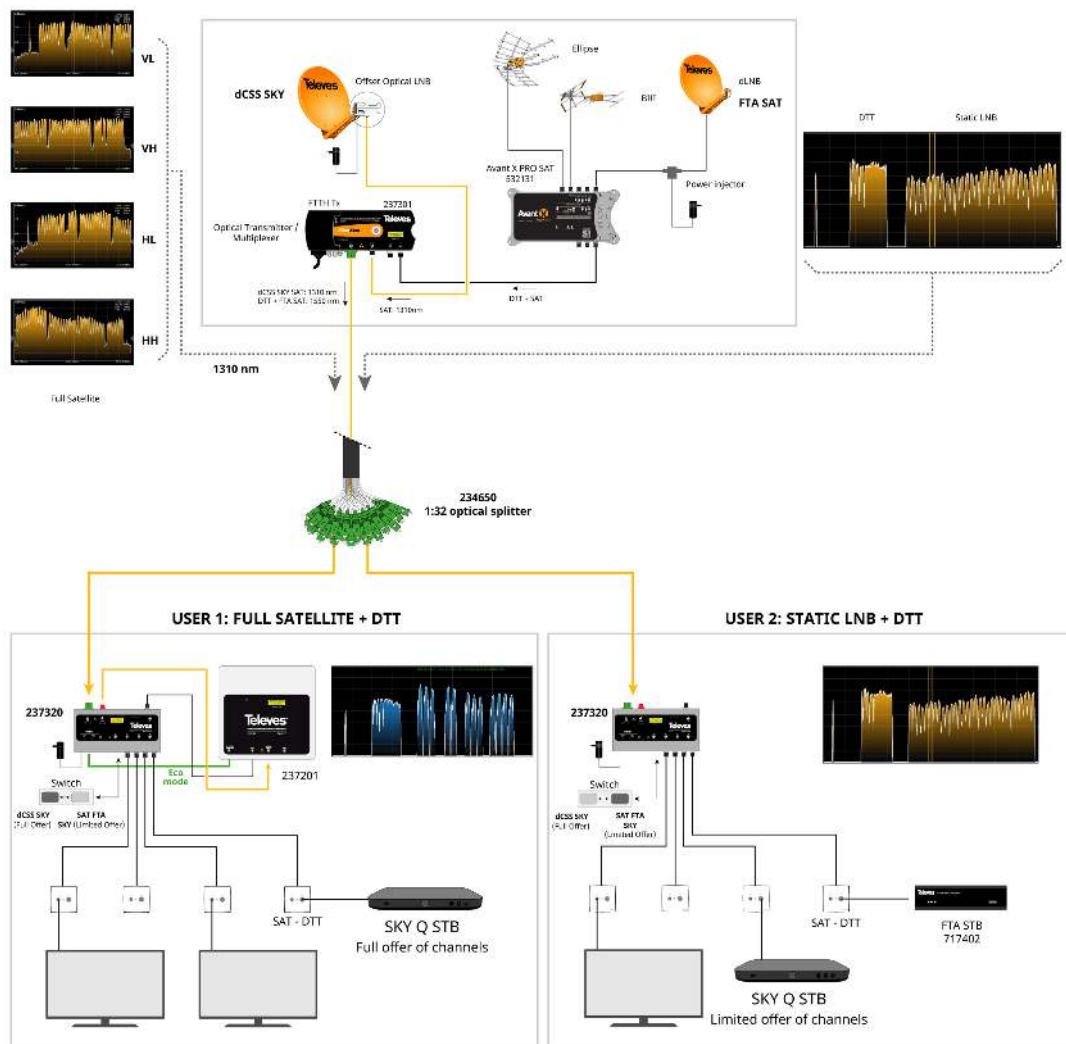 VL
VH
HL
HH
Full Satellite
1310 nm
dCSS SKY
Televes
Offset Optical LNB
Ellipse
BIII
Televes
dLNB
FTA SAT
Avant X PRO SAT
532131
Avant X
Power injector
FTTH Tx
237301
Televes
Optical Transmitter /
Multiplexer
dCSS SKY SAT: 1310 nm
DTT + FTA SAT: 1550 nm
SAT: 1310nm
DTT - SAT
DTT
Static LNB
234650
1:32 optical splitter
USER 1: FULL SATELLITE + DTT
237320
Televes
Televes
237201
Eco
mode
Switch
dCSS SKY
(Full Offer)
SAT FTA
SKY (Limited Offer)
SAT - DTT
SKY Q STB
Full offer of channels
USER 2: STATIC LNB + DTT
237320
Televes
Switch
dCSS SKY
(Full Offer)
SAT FTA
SKY
(Limited Offer)
SAT - DTT
Televes
FTA STB
717402
SKY Q STB
Limited offer of channels